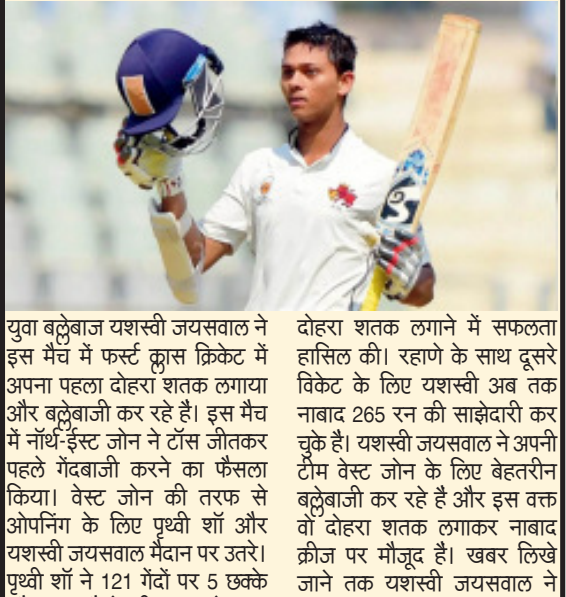 युवा बल्लेबाज यशस्वी जयसवाल ने
इस मैच में फर्स्ट क्लास क्रिकेट में
अपना पहला दोहरा शतक लगाया
और बल्लेबाजी कर रहे हैं। इस मैच
में नॉर्थ-ईस्ट जोन ने टॉस जीतकर
पहले गेंदबाजी करने का फैसला
किया। वेस्ट जोन की तरफ से
ओपनिंग के लिए पृथ्वी शॉ और
यशस्वी जयसवाल मैदान पर उतरे।
पृथ्वी शॉ ने 121 गेंदों पर 5 छक्के
दोहरा शतक लगाने में सफलता
हासिल की। रहाणे के साथ दूसरे
विकेट के लिए यशस्वी अब तक
नाबाद 265 रन की साझेदारी कर
चुके है। यशस्वी जयसवाल ने अपनी
टीम वेस्ट जोन के लिए बेहतरीन
बल्लेबाजी कर रहे है और इस वक्त
वो दोहरा शतक लगाकर नाबाद
क्रीज पर मौजूद है। खबर लिखे
जाने तक यशस्वी जयसवाल ने